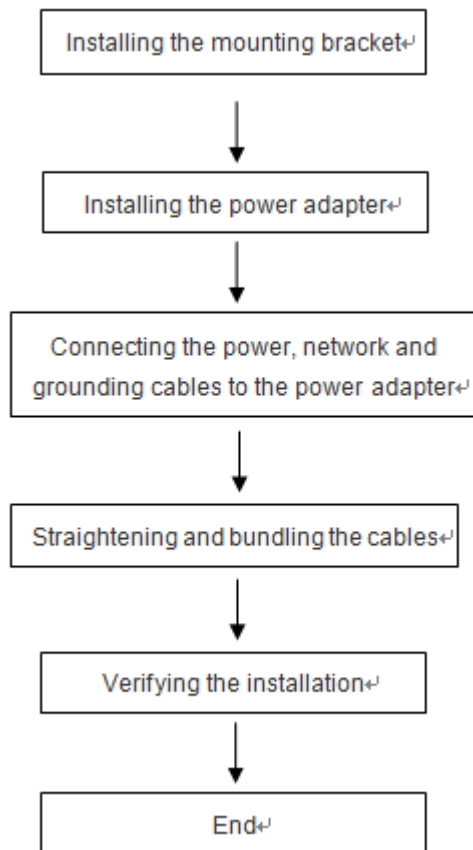 Installing the mounting bracket↵
Installing the power adapter↵
Connecting the power, network and
grounding cables to the power adapter↵
Straightening and bundling the cables↵
Verifying the installation↵
End↵